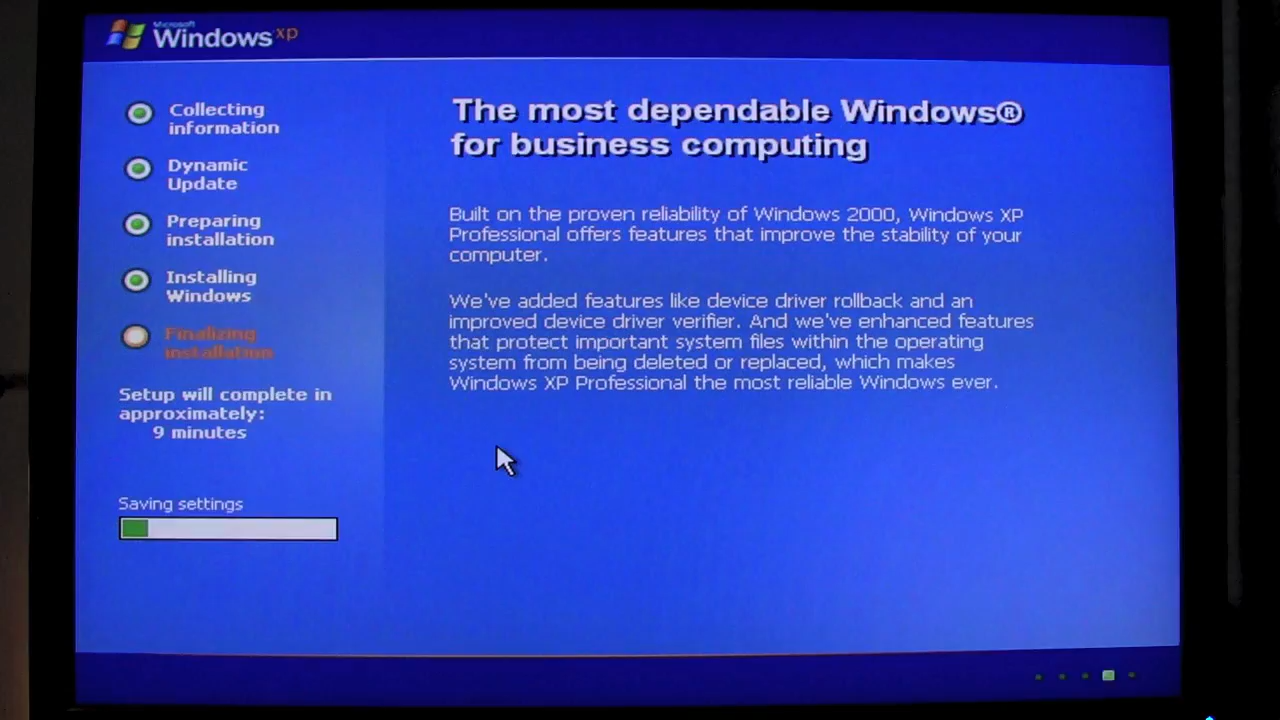 Microsoft
Windows xp
Collecting
information
Dynamic
Update
Preparing
installation
Installing
Windows
Finalizing
installation
Setup will complete in
approximately:
9 minutes
Saving settings
The most dependable Windows®
for business computing
Built on the proven reliability of Windows 2000, Windows XP
Professional offers features that improve the stability of your
computer.
We've added features like device driver rollback and an
improved device driver verifier. And we've enhanced features
that protect important system files within the operating
system from being deleted or replaced, which makes
Windows XP Professional the most reliable Windows ever.